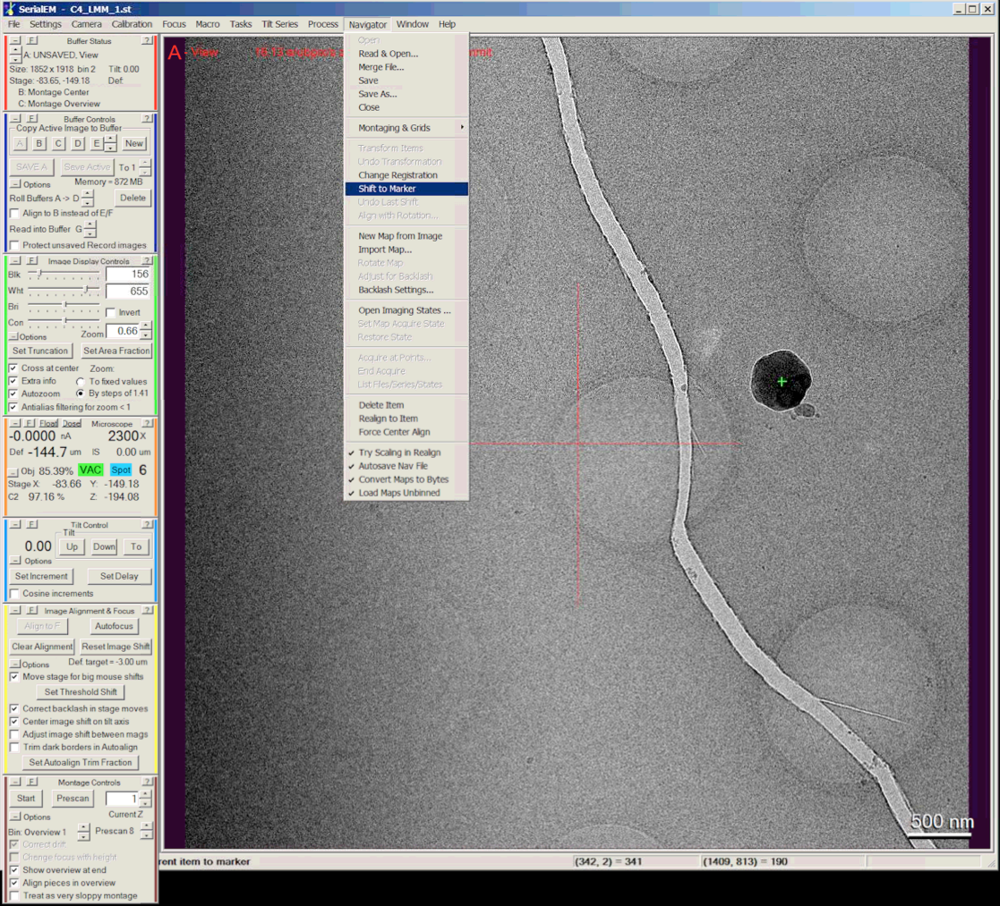 SerialEM - C4_LMM_1.st
File Settings Camera Calibration Focus Macro Tasks Tilt Series Process Navigator Window Help
Buffer Status
A: UNSAVED, View
Size: 1852 x 1918 bin 2 Tilt: 0.00
Stage: -83.65, -149.18 Def:
B: Montage Center
C: Montage Overview
Buffer Controls
Copy Active Image to Buffer
A B C D E New
SAVE A Save Active To 1
Options Memory = 872 MB
Roll Buffers A -> D Delete
Align to B instead of E/F
Read into Buffer G
Protect unsaved Record images
Image Display Controls
Blk 156
Wht 655
Bri
Con Invert
Options Zoom 0.66
Set Truncation Set Area Fraction
Cross at center Zoom:
Extra info To fixed values
Autozoom By steps of 1.41
Antialias filtering for zoom < 1
Float Dose Microscope
-0.0000 nA 2300X
Def -144.7 um IS 0.00 um
Obj 85.39% VAC Spot 6
Stage X: -83.66 Y: -149.18
C2 97.16 % Z: -194.08
Tilt Control
Tilt
0.00 Up Down To
Options
Set Increment Set Delay
Cosine increments
Image Alignment & Focus
Align to F Autofocus
Clear Alignment Reset Image Shift
Options Def. target = -3.00 um
Move stage for big mouse shifts
Set Threshold Shift
Correct backlash in stage moves
Center image shift on tilt axis
Adjust image shift between mags
Trim dark borders in Autoalign
Set Autoalign Trim Fraction
Montage Controls
Start Prescan 1
Options Current Z
Bin: Overview 1 Prescan 8
Correct drift
Change focus with height
Show overview at end
Align pieces in overview
Treat as very sloppy montage
A - View
Open
Read & Open...
Merge File...
Save
Save As...
Close
Montaging & Grids
Transform Items
Undo Transformation
Change Registration
Shift to Marker
Undo Last Shift
Align with Rotation...
New Map from Image
Import Map...
Rotate Map
Adjust for Backlash
Backlash Settings...
Open Imaging States ...
Set Map Acquire State
Restore State
Acquire at Points...
End Acquire
List Files/Series/States
Delete Item
Realign to Item
Force Center Align
Try Scaling in Realign
Autosave Nav File
Convert Maps to Bytes
Load Maps Unbinned
500 nm
rent item to marker (342, 2) = 341 (1409, 813) = 190